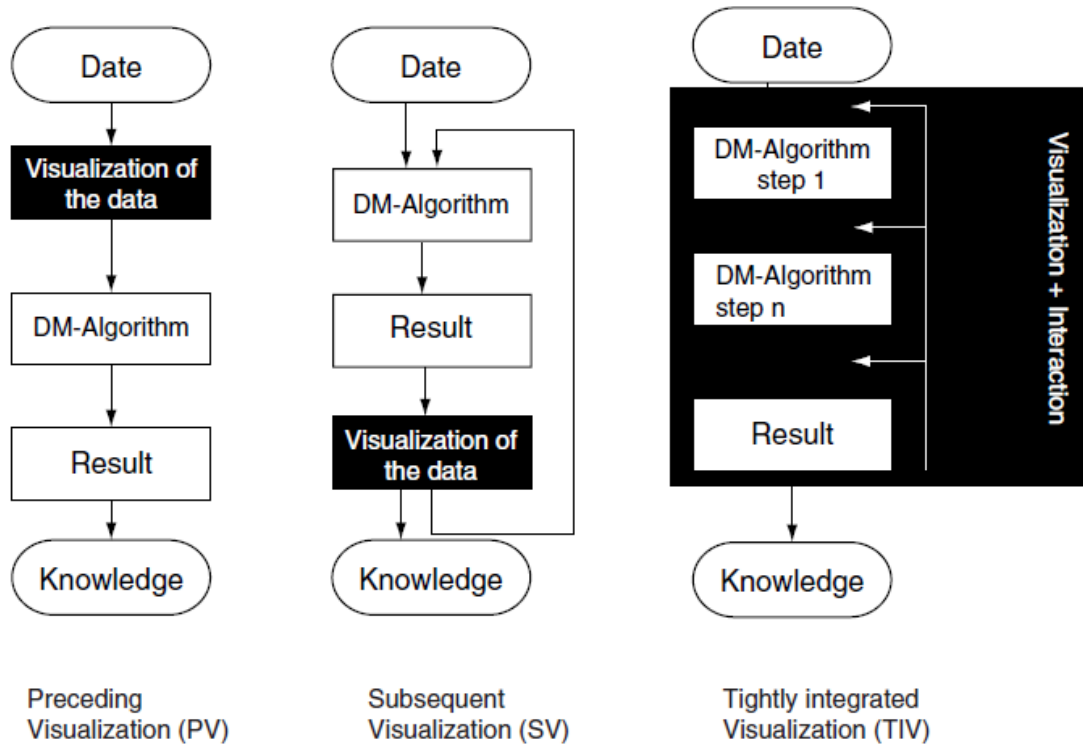 Date
Visualization of
the data
DM-Algorithm
Result
Knowledge
Preceding
Visualization (PV)
Date
DM-Algorithm
Result
Visualization of
the data
Knowledge
Subsequent
Visualization (SV)
Date
DM-Algorithm
step 1
DM-Algorithm
step n
Result
Visualization + Interaction
Knowledge
Tightly integrated
Visualization (TIV)